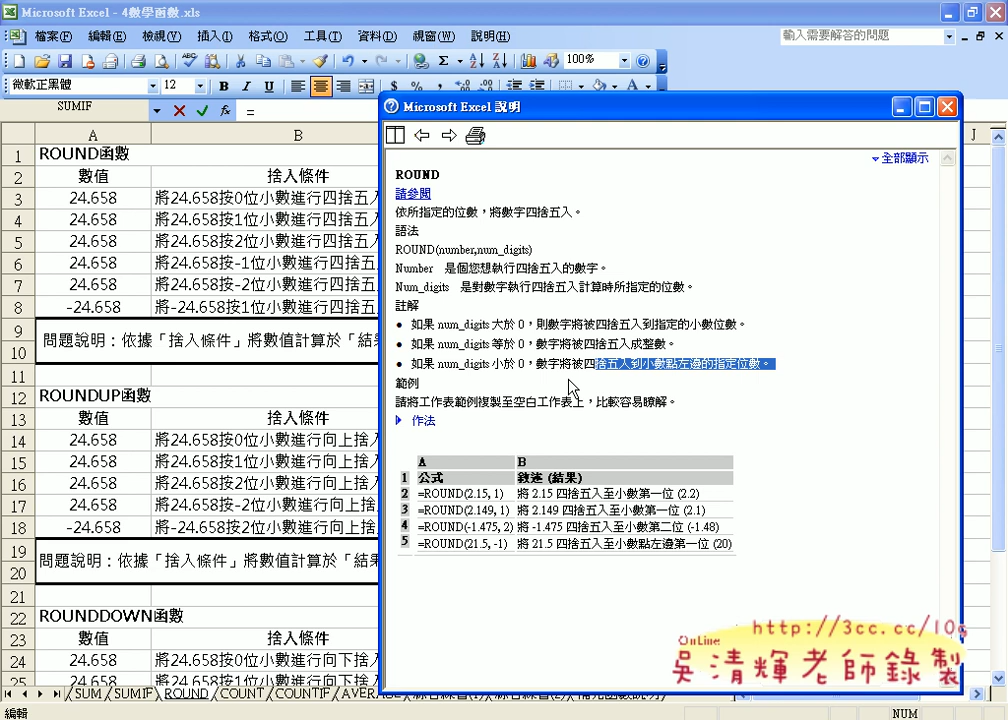 Microsoft Excel - 4數學函數.xls
檔案(F) 編輯(E) 檢視(V) 插入(I) 格式(O) 工具(T) 資料(D) 視窗(W) 說明(H) 輸入需要解答的問題
100%
微軟正黑體 12 B I U
SUMIF =
Microsoft Excel 說明
A B J
1 ROUND函數
2 數值 捨入條件
3 24.658 將24.658按0位小數進行四捨五入
4 24.658 將24.658按1位小數進行四捨五入
5 24.658 將24.658按2位小數進行四捨五入
6 24.658 將24.658按-1位小數進行四捨五
7 24.658 將24.658按-2位小數進行四捨五
8 -24.658 將-24.658按1位小數進行四捨五
9
10 問題說明：依據「捨入條件」將數值計算於「結果
11
12 ROUNDUP函數
13 數值 捨入條件
14 24.658 將24.658按0位小數進行向上捨入
15 24.658 將24.658按1位小數進行向上捨入
16 24.658 將24.658按2位小數進行向上捨入
17 24.658 將24.658按-2位小數進行向上捨
18 -24.658 將-24.658按2位小數進行向上捨
19
20 問題說明：依據「捨入條件」將數值計算於「結果
21
22 ROUNDDOWN函數
23 數值 捨入條件
24 24.658 將24.658按0位小數進行向下捨入
25 24.658 將24.658按1位小數進行向下捨入
全部顯示
ROUND
請參閱
依所指定的位數，將數字四捨五入。
語法
ROUND(number,num_digits)
Number 是個您想執行四捨五入的數字。
Num_digits 是對數字執行四捨五入計算時所指定的位數。
註解
• 如果 num_digits 大於 0，則數字將被四捨五入到指定的小數位數。
• 如果 num_digits 等於 0，數字將被四捨五入成整數。
• 如果 num_digits 小於 0，數字將被四捨五入到小數點左邊的指定位數。
範例
請將工作表範例複製至空白工作表上，比較容易瞭解。
作法
A B
1 公式 敘述 (結果)
2 =ROUND(2.15, 1) 將 2.15 四捨五入至小數第一位 (2.2)
3 =ROUND(2.149, 1) 將 2.149 四捨五入至小數第一位 (2.1)
4 =ROUND(-1.475, 2) 將 -1.475 四捨五入至小數第二位 (-1.48)
5 =ROUND(21.5, -1) 將 21.5 四捨五入至小數點左邊第一位 (20)
http://3cc.cc/10g
OnLine
吳清輝老師錄製
SUM SUMIF ROUND COUNT COUNTIF
編輯 NUM